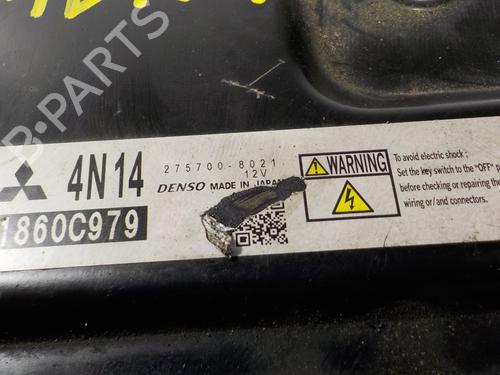 B-PARTS
4N14
275700-8021
12V
DENSO MADE IN JAPAN
1860C979
WARNING
To avoid electric shock ;
Set the key switch to the "OFF"
before checking or repairing the
wiring or/and connectors.